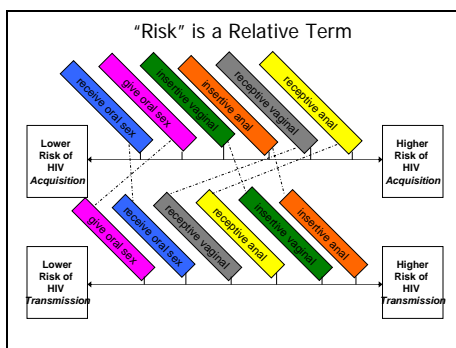 “Risk” is a Relative Term
receive oral sex
give oral sex
insertive vaginal
insertive anal
receptive vaginal
receptive anal
Lower
Risk of
HIV
Acquisition
Higher
Risk of
HIV
Acquisition
give oral sex
receive oral sex
receptive vaginal
receptive anal
insertive vaginal
insertive anal
Lower
Risk of
HIV
Transmission
Higher
Risk of
HIV
Transmission